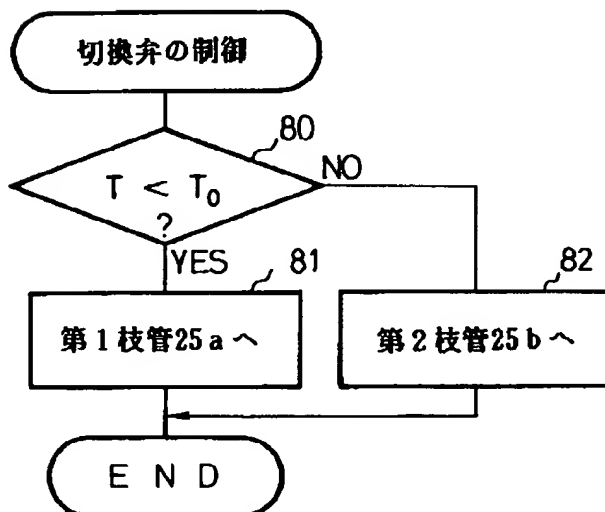 切換弁の制御
80
T < T₀
?
NO
YES
81
82
第1枝管25aへ
第2枝管25bへ
END